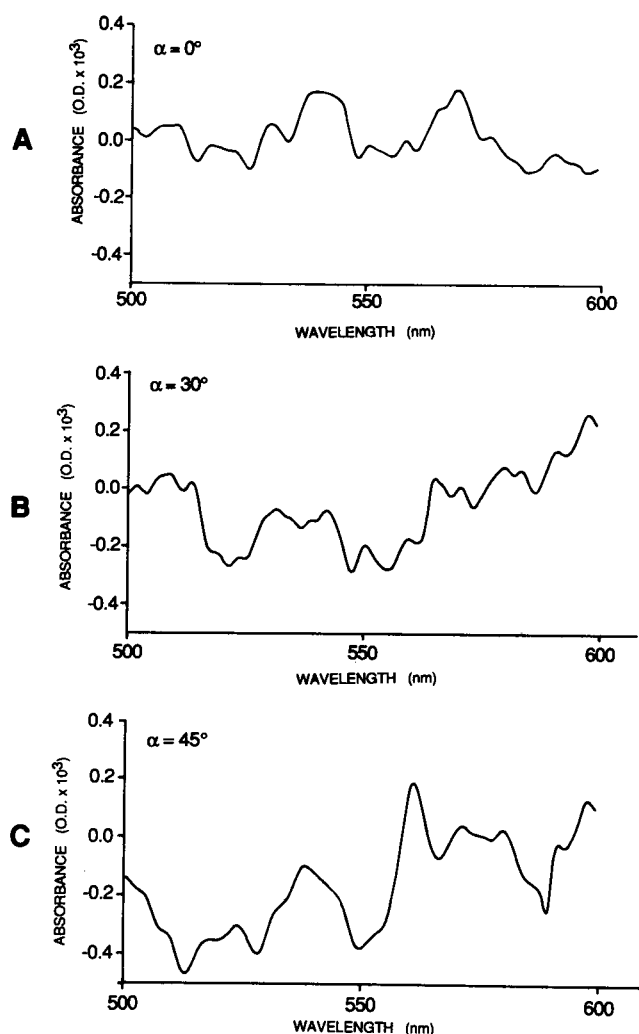 A
α = 0°
ABSORBANCE (O.D. x 10³)
0.4
0.2
0.0
-0.2
-0.4
500
550
600
WAVELENGTH (nm)
B
α = 30°
ABSORBANCE (O.D. x 10³)
0.4
0.2
0.0
-0.2
-0.4
500
550
600
WAVELENGTH (nm)
C
α = 45°
ABSORBANCE (O.D. x 10³)
0.4
0.2
0.0
-0.2
-0.4
500
550
600
WAVELENGTH (nm)